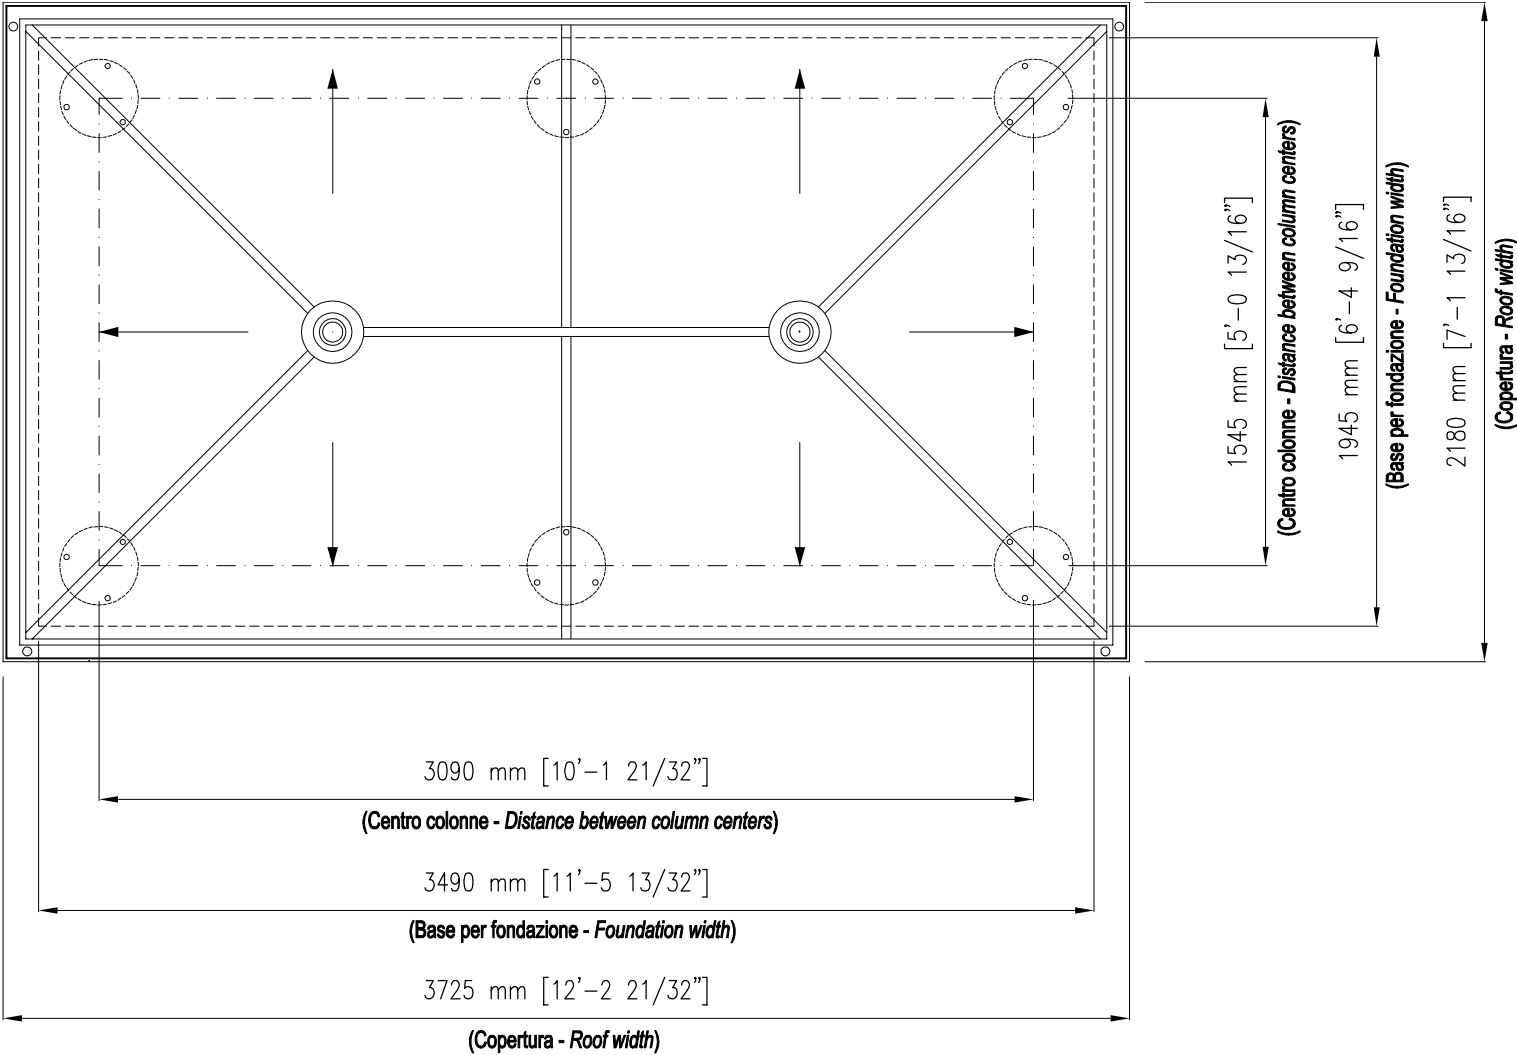 1545 mm [5'-0 13/16"]
(Centro colonne - Distance between column centers)
1945 mm [6'-4 9/16"]
(Base per fondazione - Foundation width)
2180 mm [7'-1 13/16"]
(Copertura - Roof width)
3090 mm [10'-1 21/32"]
(Centro colonne - Distance between column centers)
3490 mm [11'-5 13/32"]
(Base per fondazione - Foundation width)
3725 mm [12'-2 21/32"]
(Copertura - Roof width)